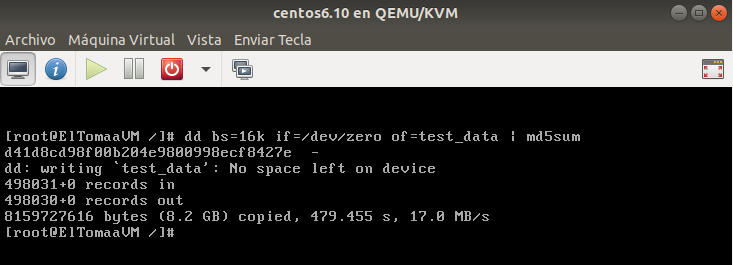 centos6.10 en QEMU/KVM
Archivo Máquina Virtual Vista Enviar Tecla
[root@ElTomaaVM /]# dd bs=16k if=/dev/zero of=test_data | md5sum
d41d8cd98f00b204e9800998ecf8427e  -
dd: writing `test_data': No space left on device
498031+0 records in
498030+0 records out
8159727616 bytes (8.2 GB) copied, 479.455 s, 17.0 MB/s
[root@ElTomaaVM /]#